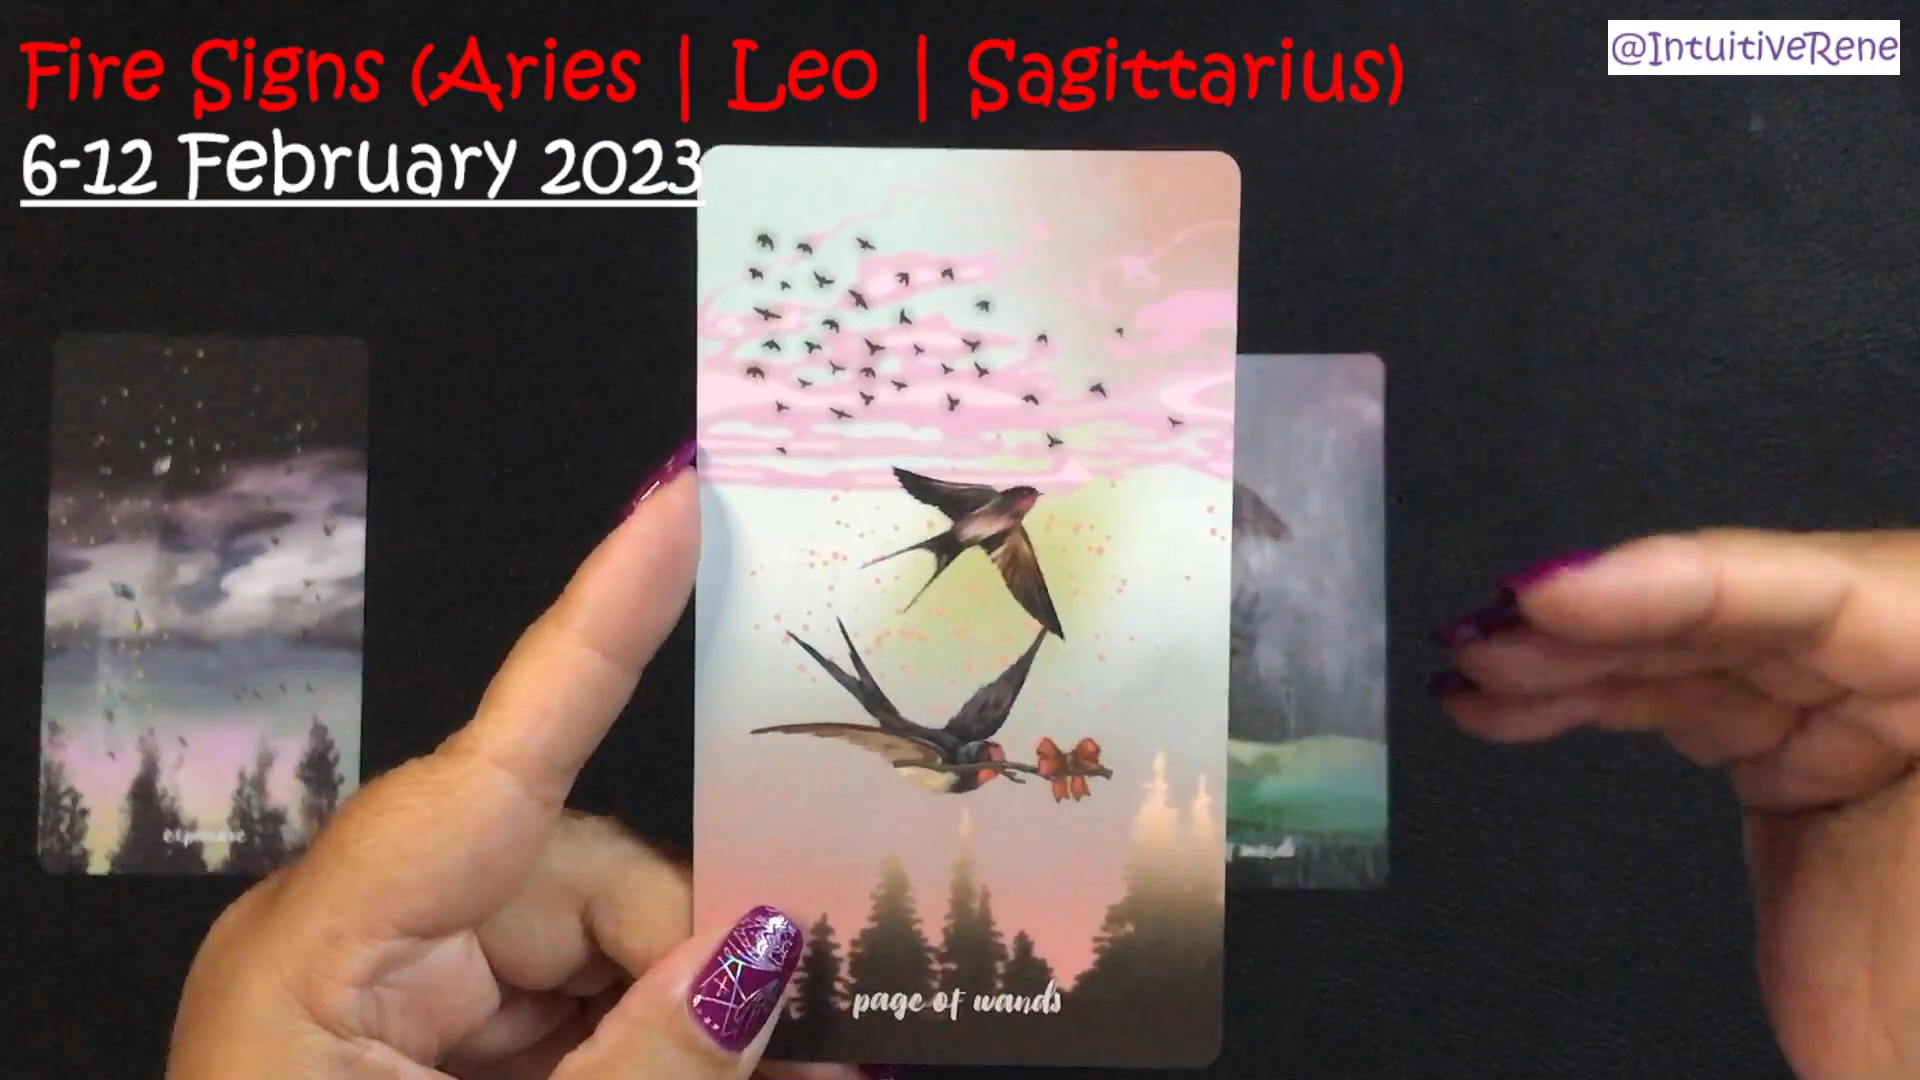 Fire Signs (Aries | Leo | Sagittarius)
@IntuitiveRene
6-12 February 2023
page of wands